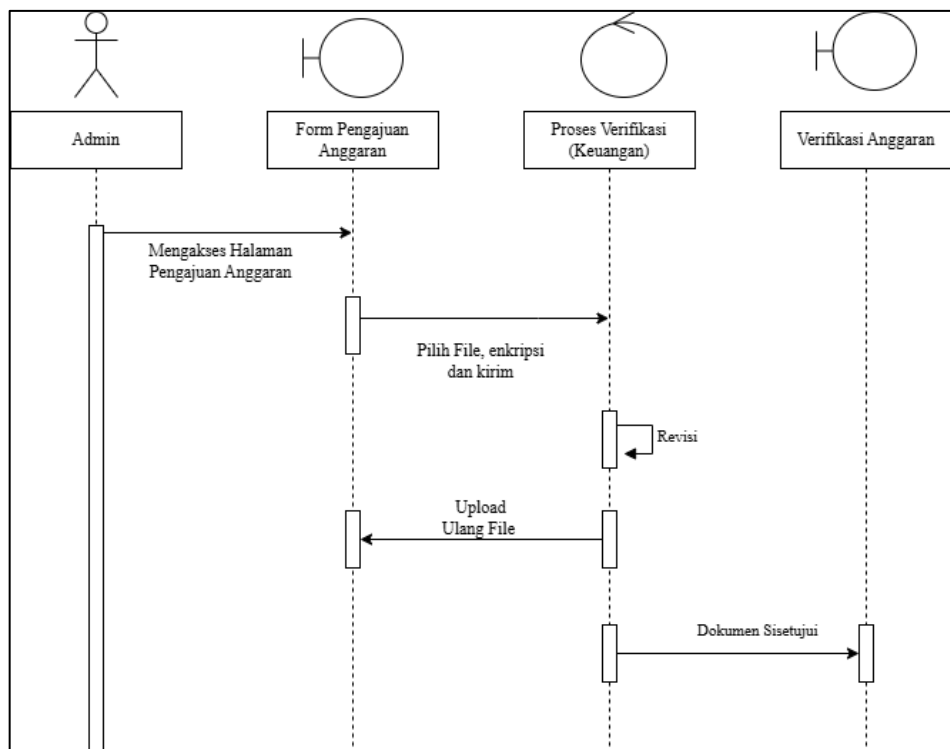 Admin
Form Pengajuan
Anggaran
Proses Verifikasi
(Keuangan)
Verifikasi Anggaran
Mengakses Halaman
Pengajuan Anggaran
Pilih File, enkripsi
dan kirim
Revisi
Upload
Ulang File
Dokumen Sisetujui